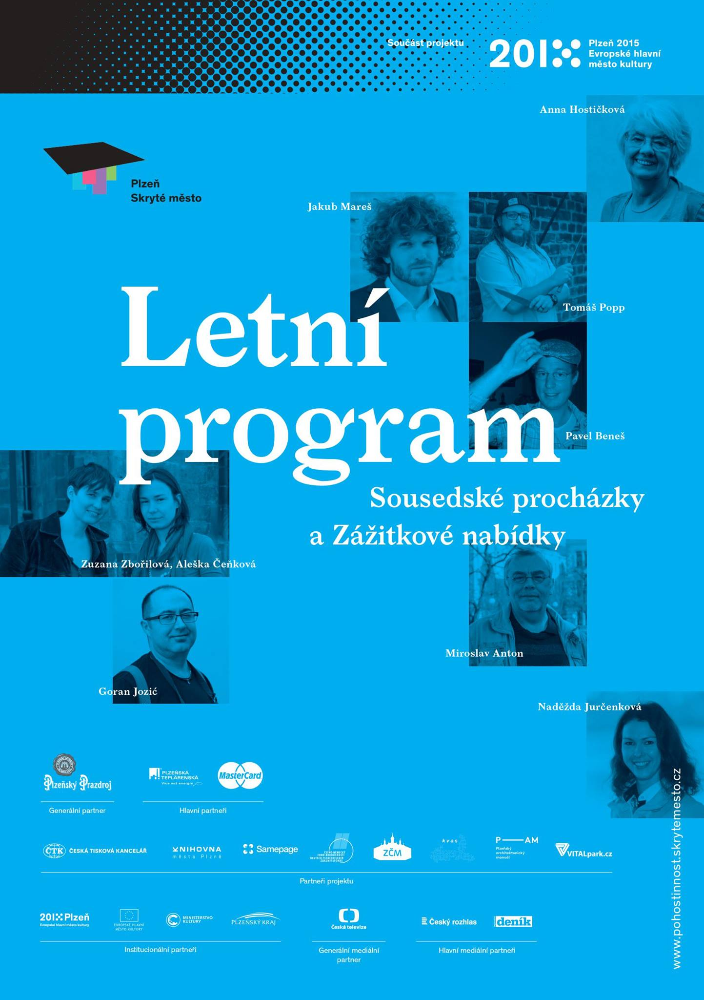 Součást projektu
2015
Plzeň 2015
Evropské hlavní
město kultury
Anna Hostičková
Plzeň
Skryté město
Jakub Mareš
Tomáš Popp
Letní
program
Pavel Beneš
Sousedské procházky
a Zážitkové nabídky
Zuzana Zbořilová, Aleška Čeňková
Miroslav Anton
Goran Jozić
Naděžda Jurčenková
www.pohostinnost.skrytemesto.cz
Plzeňský Prazdroj
PLZEŇSKÁ
TEPLÁRENSKÁ
Více než energie
MasterCard
Generální partner
Hlavní partneři
ČTK ČESKÁ TISKOVÁ KANCELÁŘ
KNIHOVNA
města Plzně
Samepage
ČESKO-NĚMECKÝ
FOND BUDOUCNOSTI
DEUTSCH-TSCHECHISCHER
ZUKUNFTSFONDS
ZČM
kvas
P—AM
Plzeňský
architektonický
manuál
VITALpark.cz
Partneři projektu
2015 Plzeň
Evropské hlavní město kultury
EVROPSKÉ HLAVNÍ
MĚSTO KULTURY
MINISTERSTVO
KULTURY
PLZEŇSKÝ KRAJ
Česká televize
Český rozhlas
deník
Institucionální partneři
Generální mediální
partner
Hlavní mediální partneři